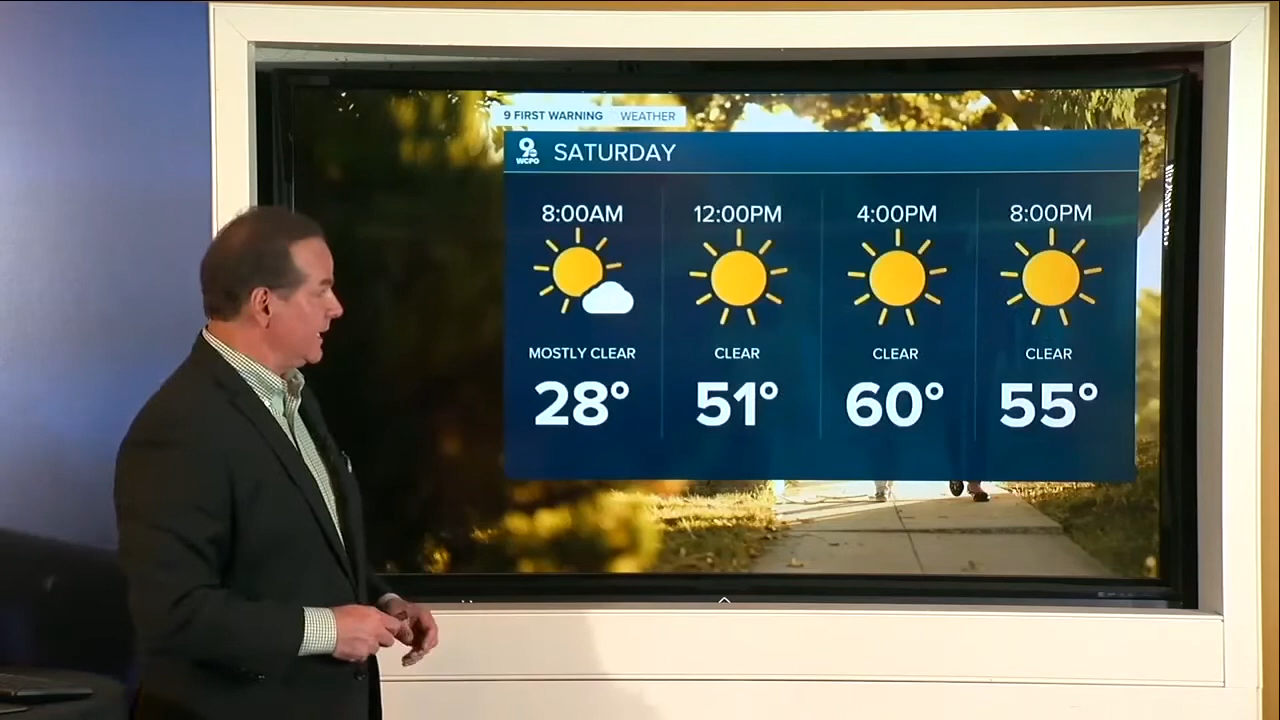 9 FIRST WARNING WEATHER
9 WCPO SATURDAY
8:00AM 12:00PM 4:00PM 8:00PM
MOSTLY CLEAR CLEAR CLEAR CLEAR
28° 51° 60° 55°